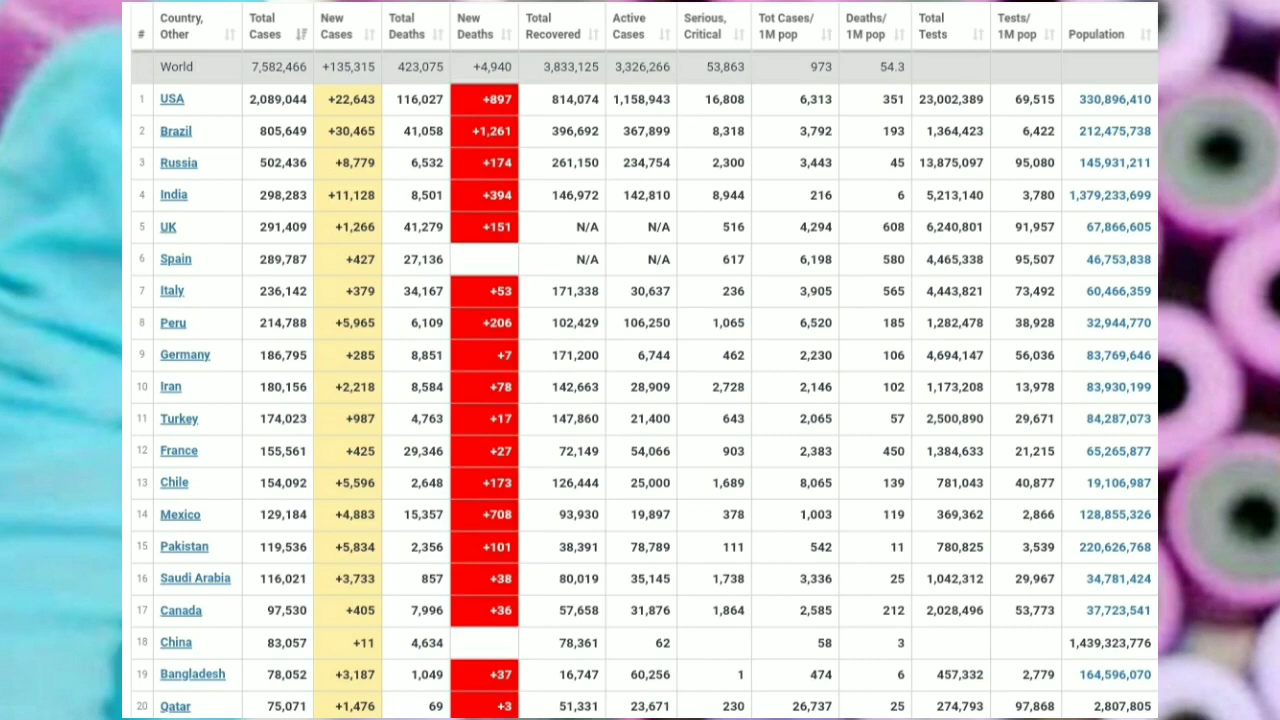 # Country, Other Total Cases New Cases Total Deaths New Deaths Total Recovered Active Cases Serious, Critical Tot Cases/ 1M pop Deaths/ 1M pop Total Tests Tests/ 1M pop Population
World 7,582,466 +135,315 423,075 +4,940 3,833,125 3,326,266 53,863 973 54.3
1 USA 2,089,044 +22,643 116,027 +897 814,074 1,158,943 16,808 6,313 351 23,002,389 69,515 330,896,410
2 Brazil 805,649 +30,465 41,058 +1,261 396,692 367,899 8,318 3,792 193 1,364,423 6,422 212,475,738
3 Russia 502,436 +8,779 6,532 +174 261,150 234,754 2,300 3,443 45 13,875,097 95,080 145,931,211
4 India 298,283 +11,128 8,501 +394 146,972 142,810 8,944 216 6 5,213,140 3,780 1,379,233,699
5 UK 291,409 +1,266 41,279 +151 N/A N/A 516 4,294 608 6,240,801 91,957 67,866,605
6 Spain 289,787 +427 27,136 N/A N/A 617 6,198 580 4,465,338 95,507 46,753,838
7 Italy 236,142 +379 34,167 +53 171,338 30,637 236 3,905 565 4,443,821 73,492 60,466,359
8 Peru 214,788 +5,965 6,109 +206 102,429 106,250 1,065 6,520 185 1,282,478 38,928 32,944,770
9 Germany 186,795 +285 8,851 +7 171,200 6,744 462 2,230 106 4,694,147 56,036 83,769,646
10 Iran 180,156 +2,218 8,584 +78 142,663 28,909 2,728 2,146 102 1,173,208 13,978 83,930,199
11 Turkey 174,023 +987 4,763 +17 147,860 21,400 643 2,065 57 2,500,890 29,671 84,287,073
12 France 155,561 +425 29,346 +27 72,149 54,066 903 2,383 450 1,384,633 21,215 65,265,877
13 Chile 154,092 +5,596 2,648 +173 126,444 25,000 1,689 8,065 139 781,043 40,877 19,106,987
14 Mexico 129,184 +4,883 15,357 +708 93,930 19,897 378 1,003 119 369,362 2,866 128,855,326
15 Pakistan 119,536 +5,834 2,356 +101 38,391 78,789 111 542 11 780,825 3,539 220,626,768
16 Saudi Arabia 116,021 +3,733 857 +38 80,019 35,145 1,738 3,336 25 1,042,312 29,967 34,781,424
17 Canada 97,530 +405 7,996 +36 57,658 31,876 1,864 2,585 212 2,028,496 53,773 37,723,541
18 China 83,057 +11 4,634 78,361 62 58 3 1,439,323,776
19 Bangladesh 78,052 +3,187 1,049 +37 16,747 60,256 1 474 6 457,332 2,779 164,596,070
20 Qatar 75,071 +1,476 69 +3 51,331 23,671 230 26,737 25 274,793 97,868 2,807,805